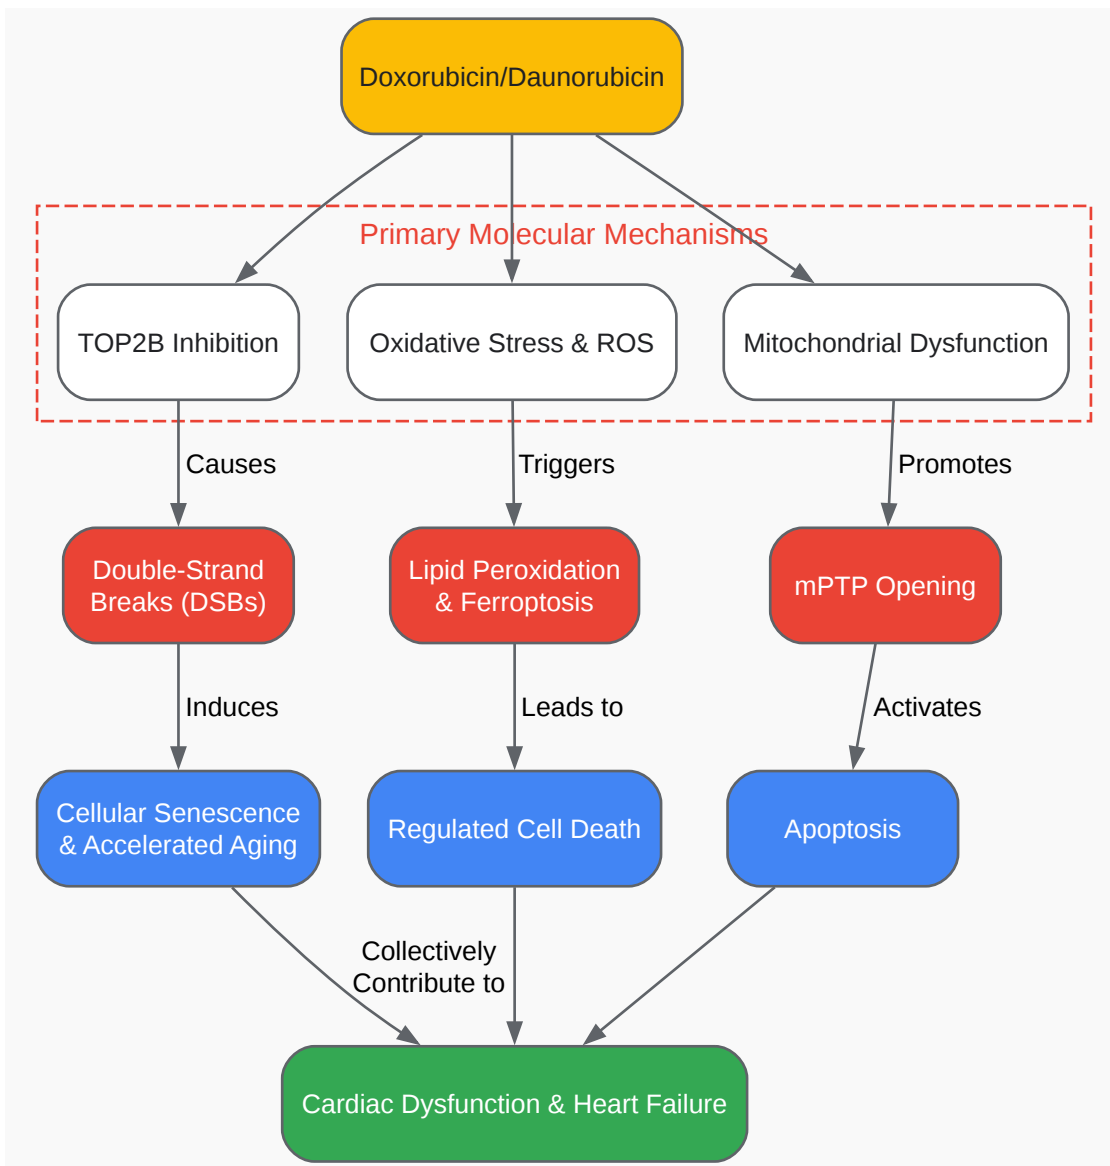 Doxorubicin/Daunorubicin
Primary Molecular Mechanisms
TOP2B Inhibition
Oxidative Stress & ROS
Mitochondrial Dysfunction
Causes
Triggers
Promotes
Double-Strand
Breaks (DSBs)
Lipid Peroxidation
& Ferroptosis
mPTP Opening
Induces
Leads to
Activates
Cellular Senescence
& Accelerated Aging
Regulated Cell Death
Apoptosis
Collectively
Contribute to
Cardiac Dysfunction & Heart Failure